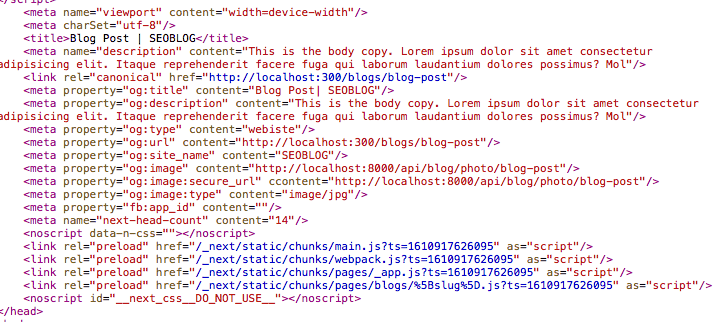 </script>
<meta name="viewport" content="width=device-width"/>
<meta charSet="utf-8"/>
<title>Blog Post | SEOBLOG</title>
<meta name="description" content="This is the body copy. Lorem ipsum dolor sit amet consectetur
adipisicing elit. Itaque reprehenderit facere fuga qui laborum laudantium dolores possimus? Mol"/>
<link rel="canonical" href="http://localhost:300/blogs/blog-post"/>
<meta property="og:title" content="Blog Post| SEOBLOG"/>
<meta property="og:description" content="This is the body copy. Lorem ipsum dolor sit amet consectetur
adipisicing elit. Itaque reprehenderit facere fuga qui laborum laudantium dolores possimus? Mol"/>
<meta property="og:type" content="webiste"/>
<meta property="og:url" content="http://localhost:300/blogs/blog-post"/>
<meta property="og:site_name" content="SEOBLOG"/>
<meta property="og:image" content="http://localhost:8000/api/blog/photo/blog-post"/>
<meta property="og:image:secure_url" ccontent="http://localhost:8000/api/blog/photo/blog-post"/>
<meta property="og:image:type" content="image/jpg"/>
<meta property="fb:app_id" content=""/>
<meta name="next-head-count" content="14"/>
<noscript data-n-css=""></noscript>
<link rel="preload" href="/_next/static/chunks/main.js?ts=1610917626095" as="script"/>
<link rel="preload" href="/_next/static/chunks/webpack.js?ts=1610917626095" as="script"/>
<link rel="preload" href="/_next/static/chunks/pages/_app.js?ts=1610917626095" as="script"/>
<link rel="preload" href="/_next/static/chunks/pages/blogs/%5Bslug%5D.js?ts=1610917626095" as="script"/>
<noscript id="__next_css__DO_NOT_USE__"></noscript>
</head>